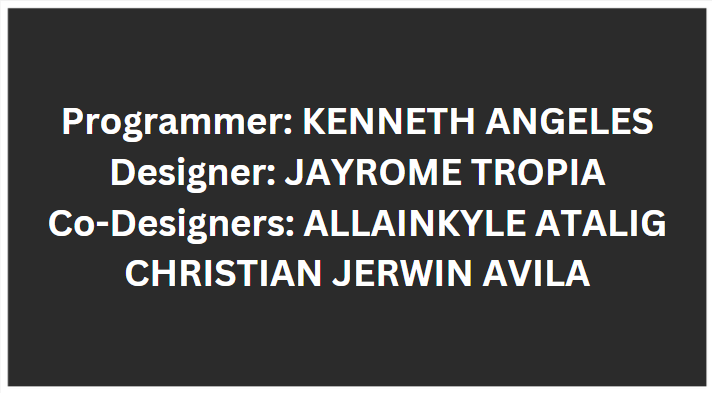 Programmer: KENNETH ANGELES
Designer: JAYROME TROPIA
Co-Designers: ALLAINKYLE ATALIG
CHRISTIAN JERWIN AVILA